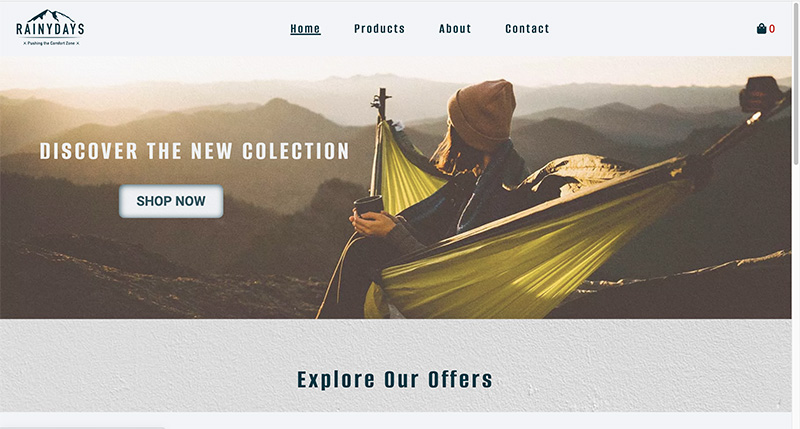 RAINYDAYS
Pushing the Comfort Zone
Home Products About Contact 0
DISCOVER THE NEW COLECTION
SHOP NOW
Explore Our Offers